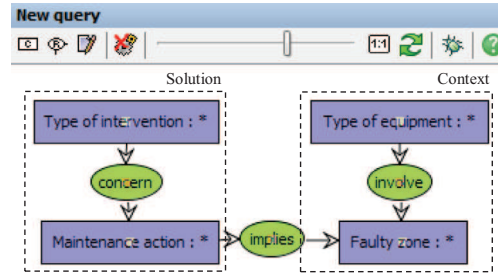 New query
C R 1:1 ?
Solution Context
Type of intervention : * Type of equipment : *
concern involve
Maintenance action : * implies Faulty zone : *